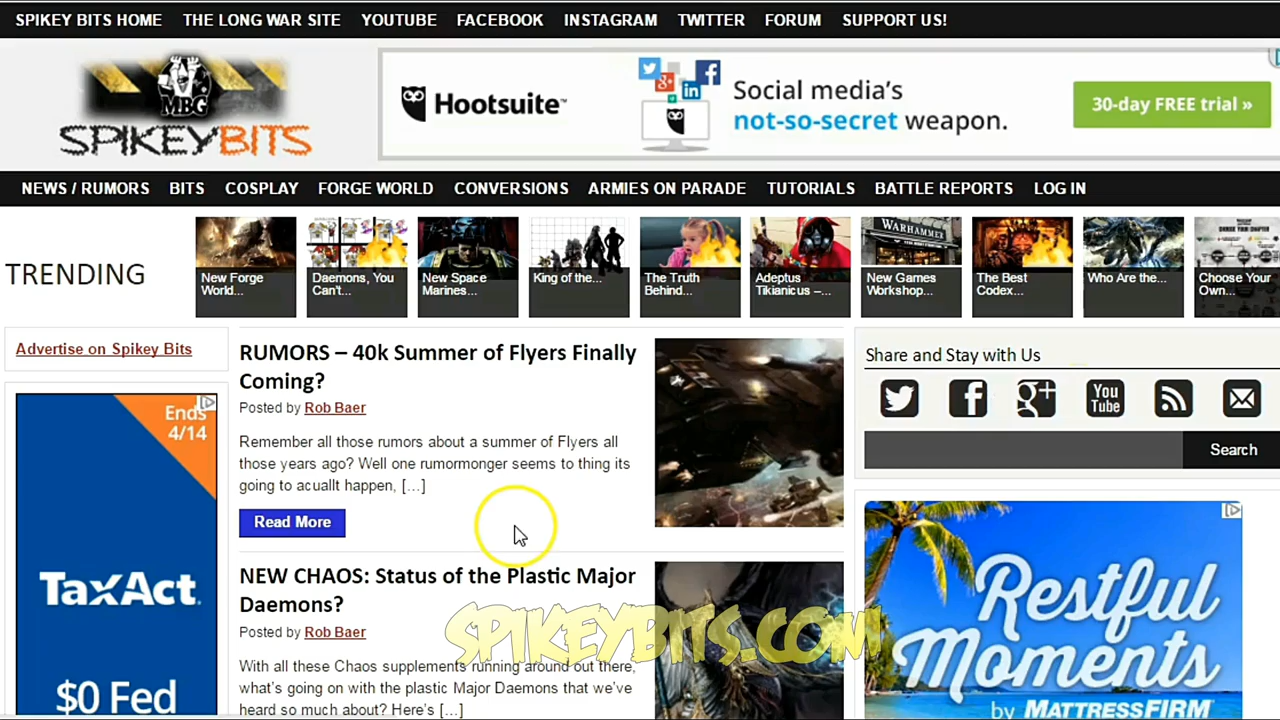 SPIKEY BITS HOME THE LONG WAR SITE YOUTUBE FACEBOOK INSTAGRAM TWITTER FORUM SUPPORT US!
MBG
SPIKEYBITS
Hootsuite™
Social media's
not-so-secret weapon.
30-day FREE trial »
NEWS / RUMORS BITS COSPLAY FORGE WORLD CONVERSIONS ARMIES ON PARADE TUTORIALS BATTLE REPORTS LOG IN
TRENDING
New Forge
World...
Daemons, You
Can't...
New Space
Marines...
King of the...
The Truth
Behind...
Adeptus
Tikianicus –...
WARHAMMER
New Games
Workshop...
The Best
Codex...
Who Are the...
Choose Your
Own...
Advertise on Spikey Bits
Ends
4/14
TaxAct.
$0 Fed
RUMORS – 40k Summer of Flyers Finally
Coming?
Posted by Rob Baer
Remember all those rumors about a summer of Flyers all
those years ago? Well one rumormonger seems to thing its
going to acuallt happen, […]
Read More
NEW CHAOS: Status of the Plastic Major
Daemons?
Posted by Rob Baer
With all these Chaos supplements running around out there,
what's going on with the plastic Major Daemons that we've
heard so much about? Here's […]
SPIKEYBITS.COM
Share and Stay with Us
You
Tube
Search
Restful
Moments
by MATTRESSFIRM